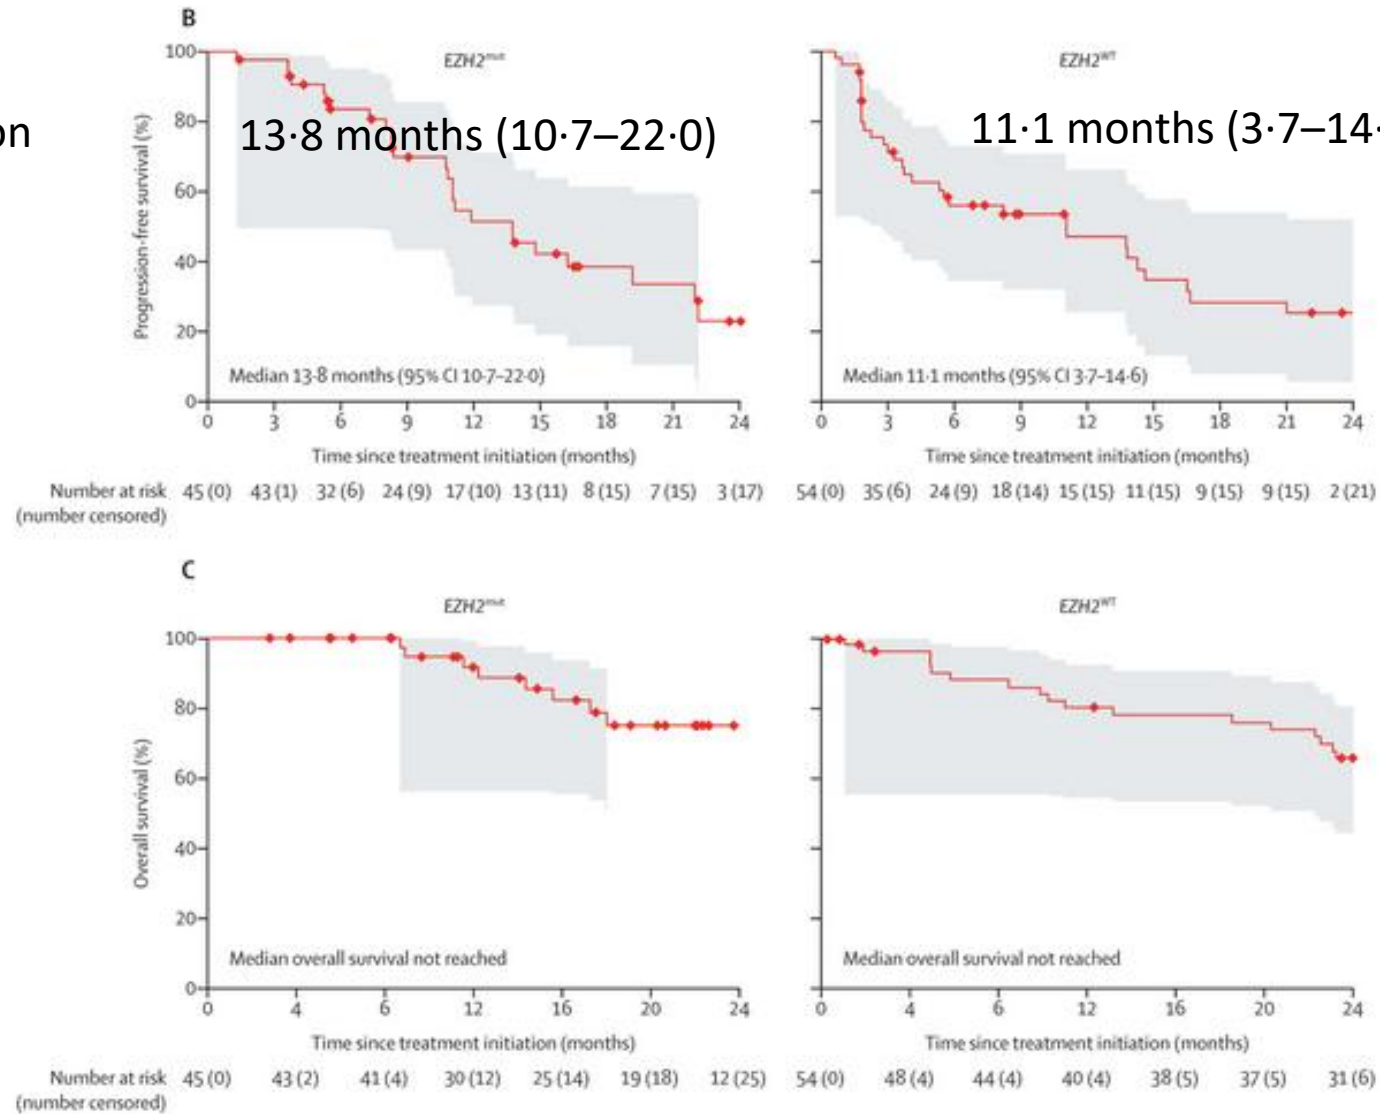 B
EZH2mut
EZH2WT
on
13·8 months (10·7–22·0)
11·1 months (3·7–14·
Progression-free survival (%)
100
80
60
40
20
0
Median 13·8 months (95% CI 10·7–22·0)
Median 11·1 months (95% CI 3·7–14·6)
0 3 6 9 12 15 18 21 24
0 3 6 9 12 15 18 21 24
Time since treatment initiation (months)
Time since treatment initiation (months)
Number at risk 45 (0) 43 (1) 32 (6) 24 (9) 17 (10) 13 (11) 8 (15) 7 (15) 3 (17)
54 (0) 35 (6) 24 (9) 18 (14) 15 (15) 11 (15) 9 (15) 9 (15) 2 (21)
(number censored)
C
EZH2mut
EZH2WT
Overall survival (%)
100
80
60
40
20
0
Median overall survival not reached
Median overall survival not reached
0 4 6 12 16 20 24
0 4 6 12 16 20 24
Time since treatment initiation (months)
Time since treatment initiation (months)
Number at risk 45 (0) 43 (2) 41 (4) 30 (12) 25 (14) 19 (18) 12 (25)
54 (0) 48 (4) 44 (4) 40 (4) 38 (5) 37 (5) 31 (6)
(number censored)